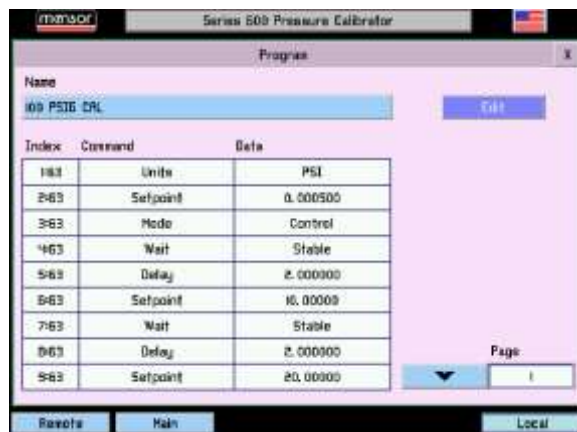 mensor Series 600 Pressure Calibrator
Program X
Name
100 PSIG CAL Edit
Index Command Data
1:63 Units PSI
2:63 Setpoint 0.000500
3:63 Mode Control
4:63 Wait Stable
5:63 Delay 2.000000
6:63 Setpoint 10.00000
7:63 Wait Stable
8:63 Delay 2.000000
9:63 Setpoint 20.00000
Page
1
Remote Main Local